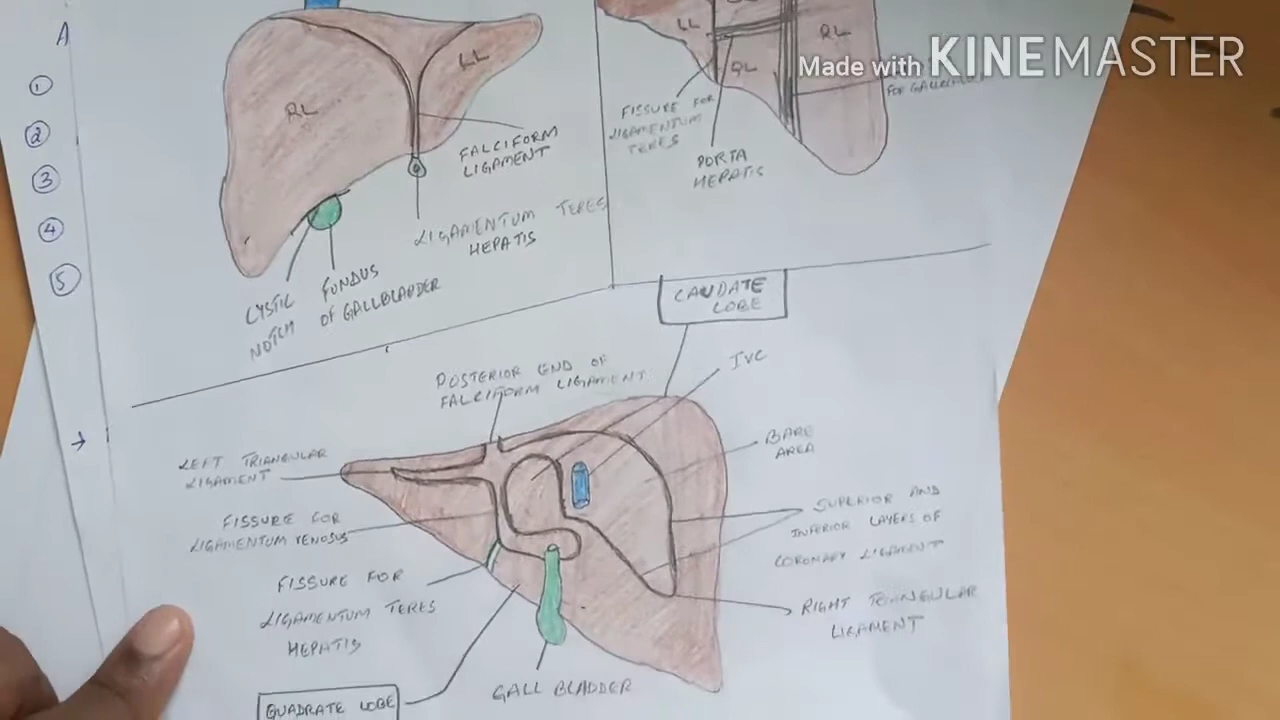 A
1
2
3
4
5
RL
LL
FALCIFORM
LIGAMENT
LIGAMENTUM TERES
HEPATIS
CYSTIC
NOTCH
FUNDUS
OF GALLBLADDER
LL
QL
RL
FISSURE FOR
LIGAMENTUM
TERES
PORTA
HEPATIS
Made with KINEMASTER
CAUDATE
LOBE
POSTERIOR END OF
FALCIFORM LIGAMENT
IVC
BARE
AREA
LEFT TRIANGULAR
LIGAMENT
FISSURE FOR
LIGAMENTUM VENOSUS
FISSURE FOR
LIGAMENTUM TERES
HEPATIS
QUADRATE LOBE
GALL BLADDER
SUPERIOR AND
INFERIOR LAYERS OF
CORONARY LIGAMENT
RIGHT TRIANGULAR
LIGAMENT